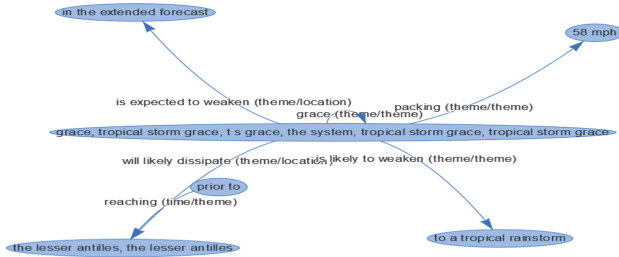 in the extended forecast
58 mph
is expected to weaken (theme/location)
packing (theme/theme)
grace (theme/theme)
grace, tropical storm grace, t s grace, the system, tropical storm grace, tropical storm grace
will likely dissipate (theme/location)
is likely to weaken (theme/theme)
prior to
reaching (time/theme)
to a tropical rainstorm
the lesser antilles, the lesser antilles